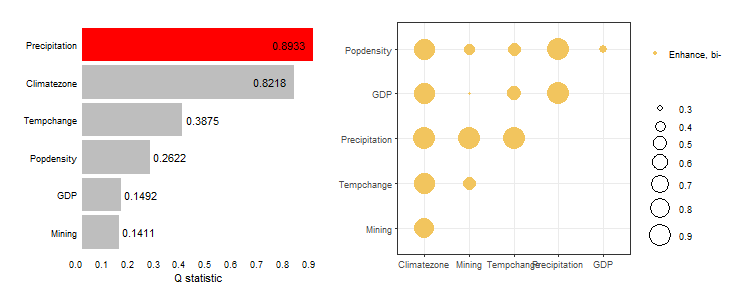 Precipitation 0.8933
Climatezone 0.8218
Tempchange 0.3875
Popdensity 0.2622
GDP 0.1492
Mining 0.1411
0.0 0.1 0.2 0.3 0.4 0.5 0.6 0.7 0.8 0.9
Q statistic
Popdensity
GDP
Precipitation
Tempchange
Mining
Climatezone Mining Tempchange Precipitation GDP
Enhance, bi-
0.3
0.4
0.5
0.6
0.7
0.8
0.9